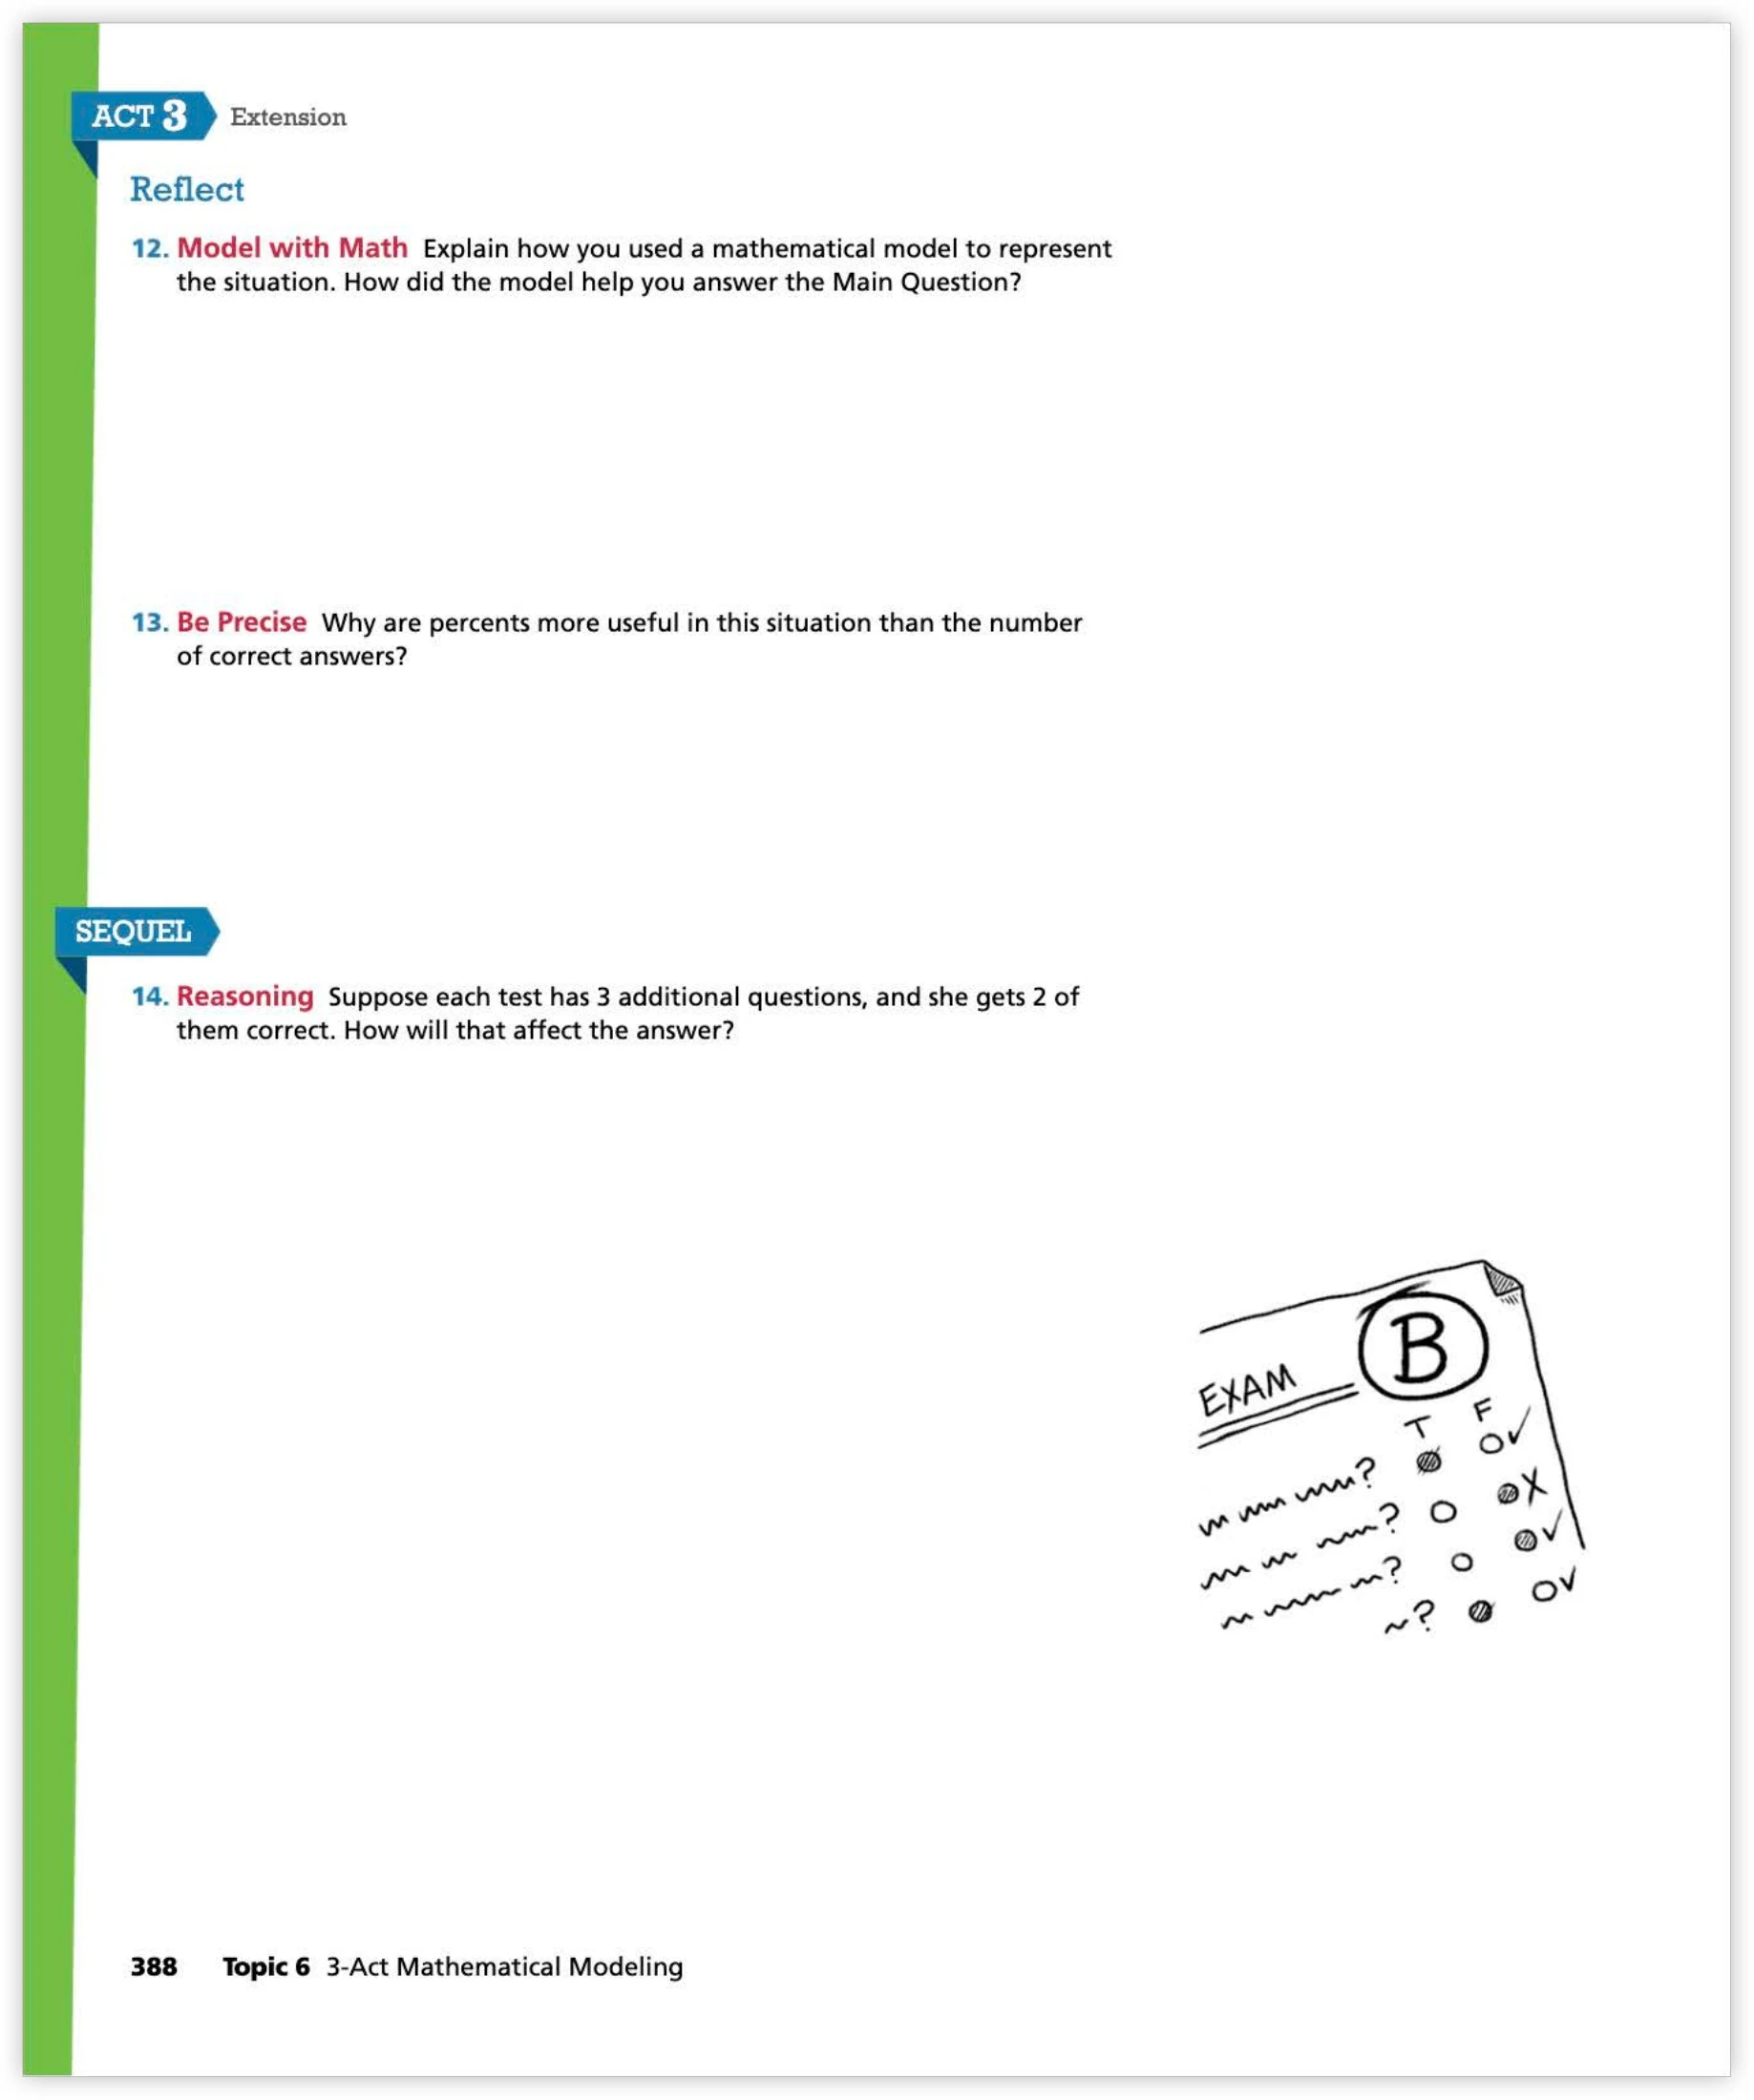 ACT 3 Extension
Reflect
12. Model with Math Explain how you used a mathematical model to represent
the situation. How did the model help you answer the Main Question?
13. Be Precise Why are percents more useful in this situation than the number
of correct answers?
SEQUEL
14. Reasoning Suppose each test has 3 additional questions, and she gets 2 of
them correct. How will that affect the answer?
B
EXAM
T F
?
?
?
?
388 Topic 6 3-Act Mathematical Modeling